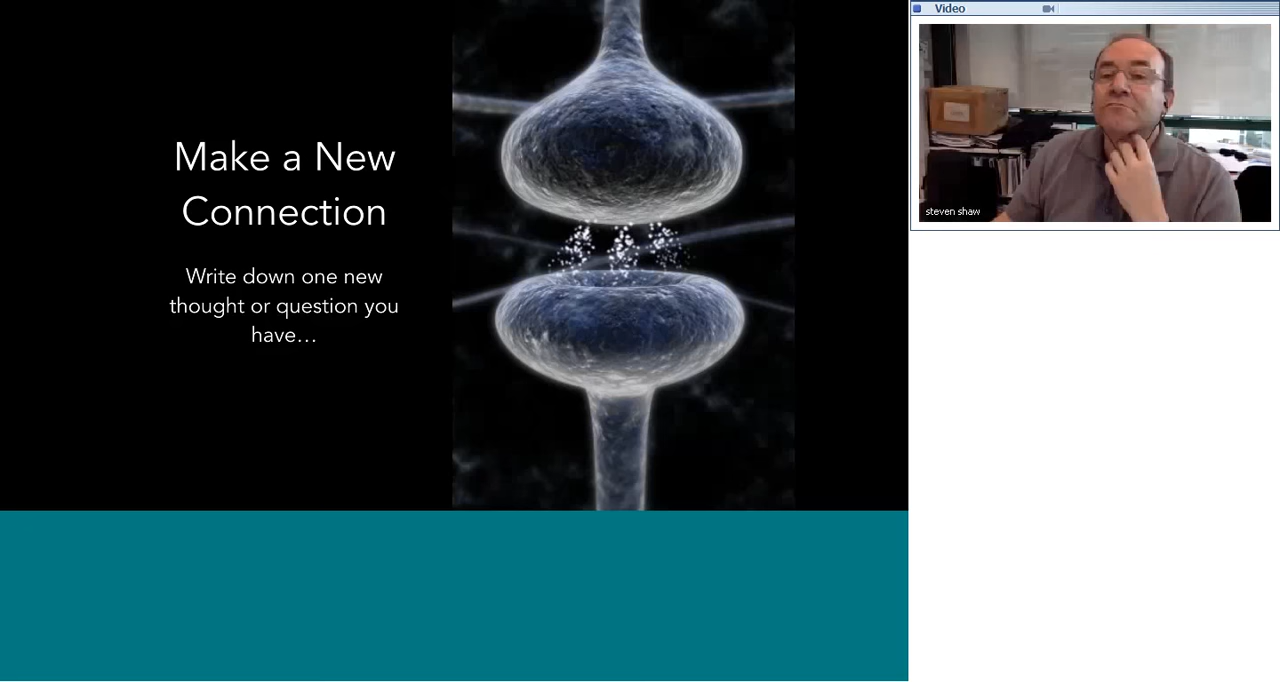 Make a New
Connection
Write down one new
thought or question you
have…
Video
steven shaw